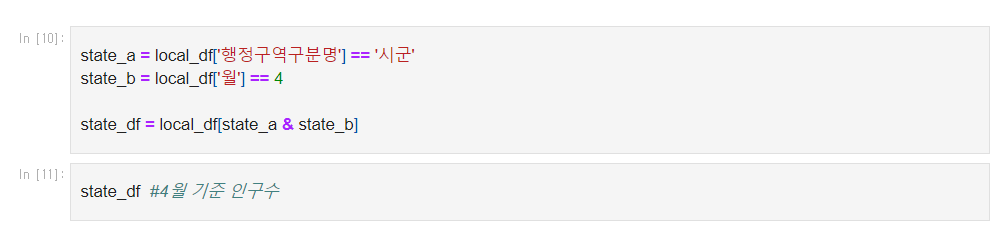 In [10]:
state_a = local_df['행정구역구분명'] == '시군'
state_b = local_df['월'] == 4
state_df = local_df[state_a & state_b]
In [11]:
state_df #4월 기준 인구수